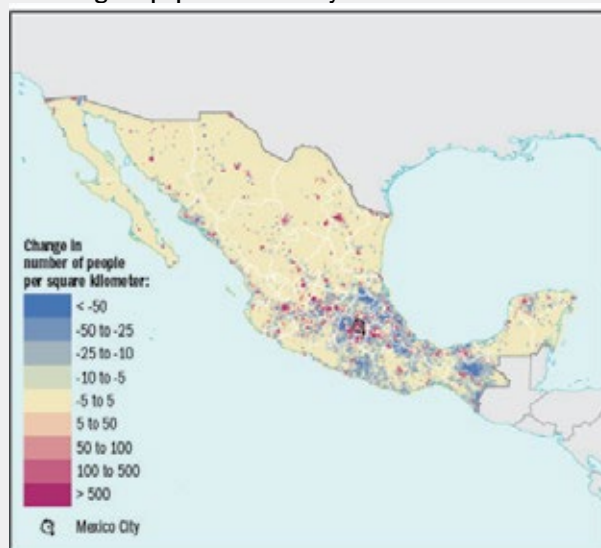 Change in
number of people
per square kilometer:
< -50
-50 to -25
-25 to -10
-10 to -5
-5 to 5
5 to 50
50 to 100
100 to 500
> 500
Mexico City